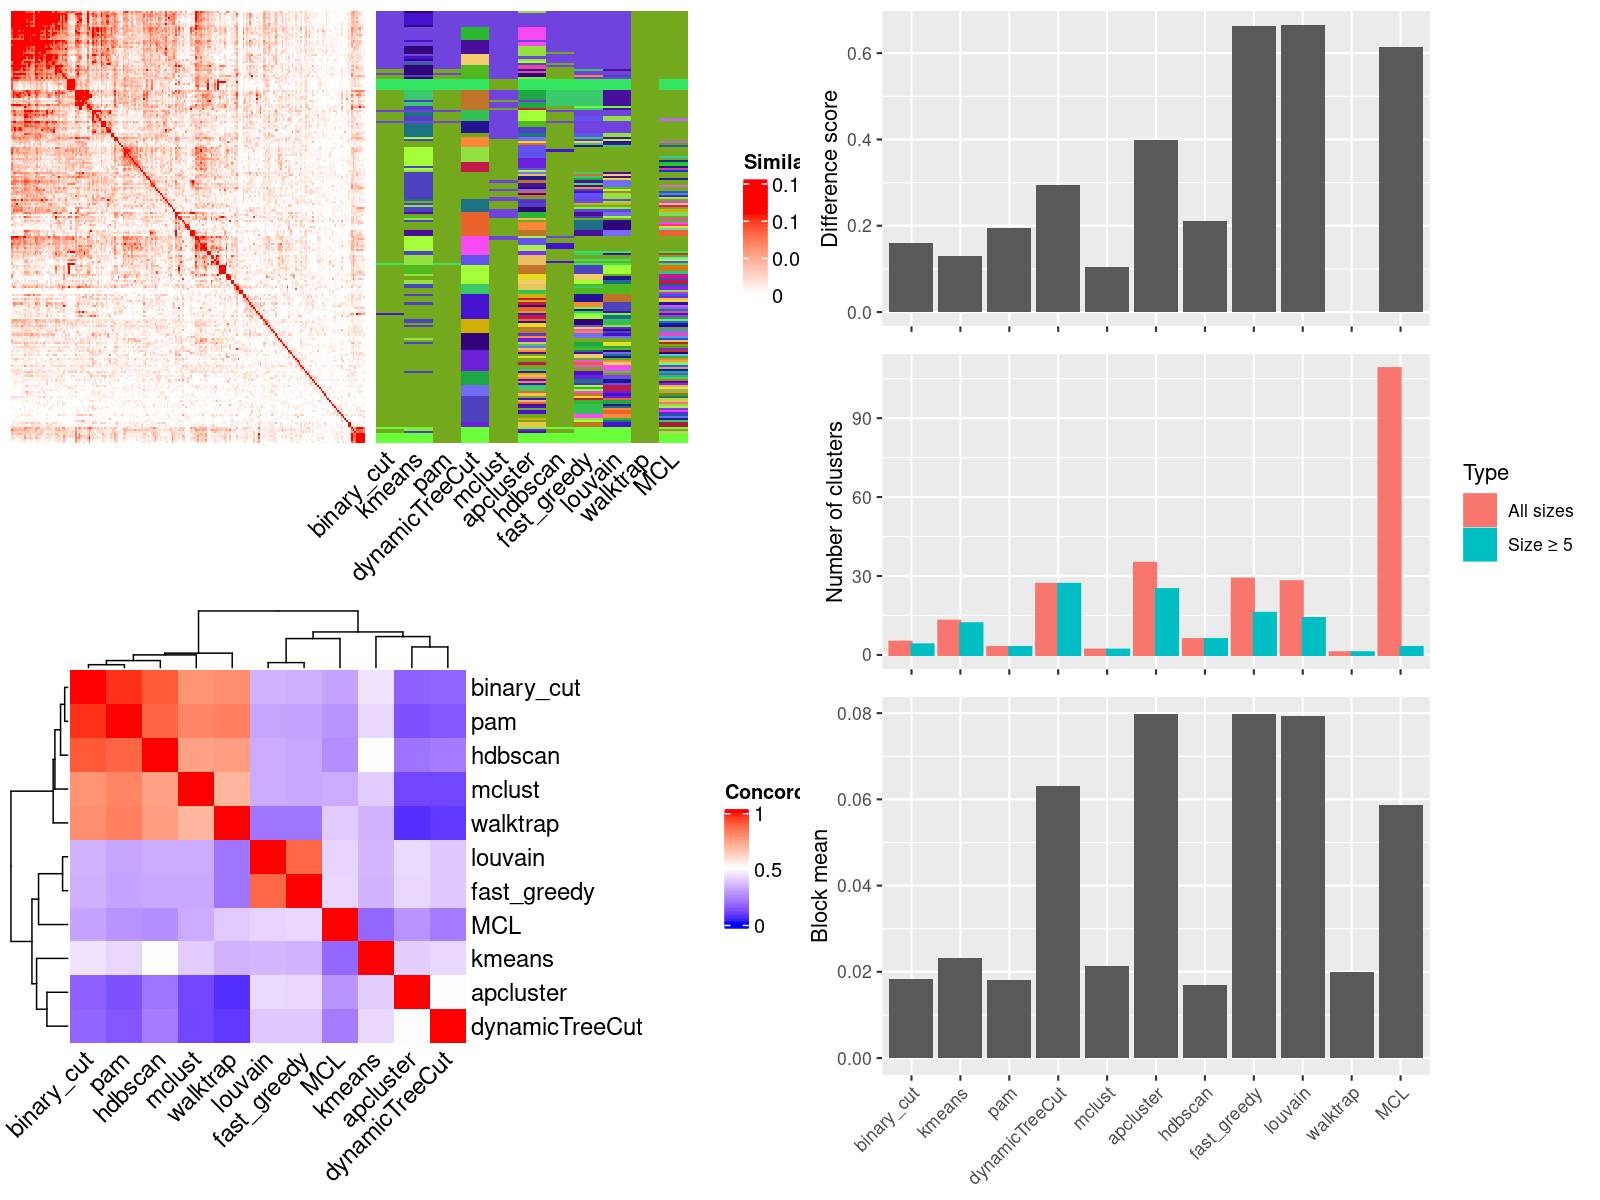 Simila
0.1
0.1
0.0
0
binary_cut
kmeans
pam
dynamicTreeCut
mclust
apcluster
hdbscan
fast_greedy
louvain
walktrap
MCL
binary_cut
pam
hdbscan
mclust
walktrap
louvain
fast_greedy
MCL
kmeans
apcluster
dynamicTreeCut
binary_cut
pam
hdbscan
mclust
walktrap
louvain
fast_greedy
MCL
kmeans
apcluster
dynamicTreeCut
Concord
1
0.5
0
Difference score
0.6
0.4
0.2
0.0
Number of clusters
90
60
30
0
Type
All sizes
Size ≥ 5
Block mean
0.08
0.06
0.04
0.02
0.00
binary_cut
kmeans
pam
dynamicTreeCut
mclust
apcluster
hdbscan
fast_greedy
louvain
walktrap
MCL